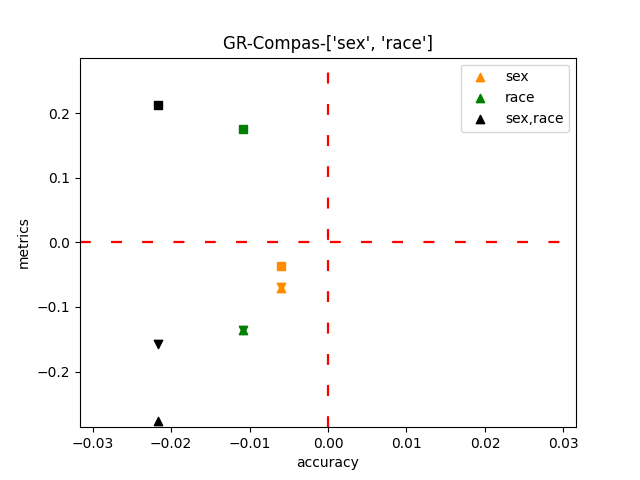 GR-Compas-['sex', 'race']
sex
race
sex,race
metrics
0.2
0.1
0.0
−0.1
−0.2
−0.03
−0.02
−0.01
0.00
0.01
0.02
0.03
accuracy